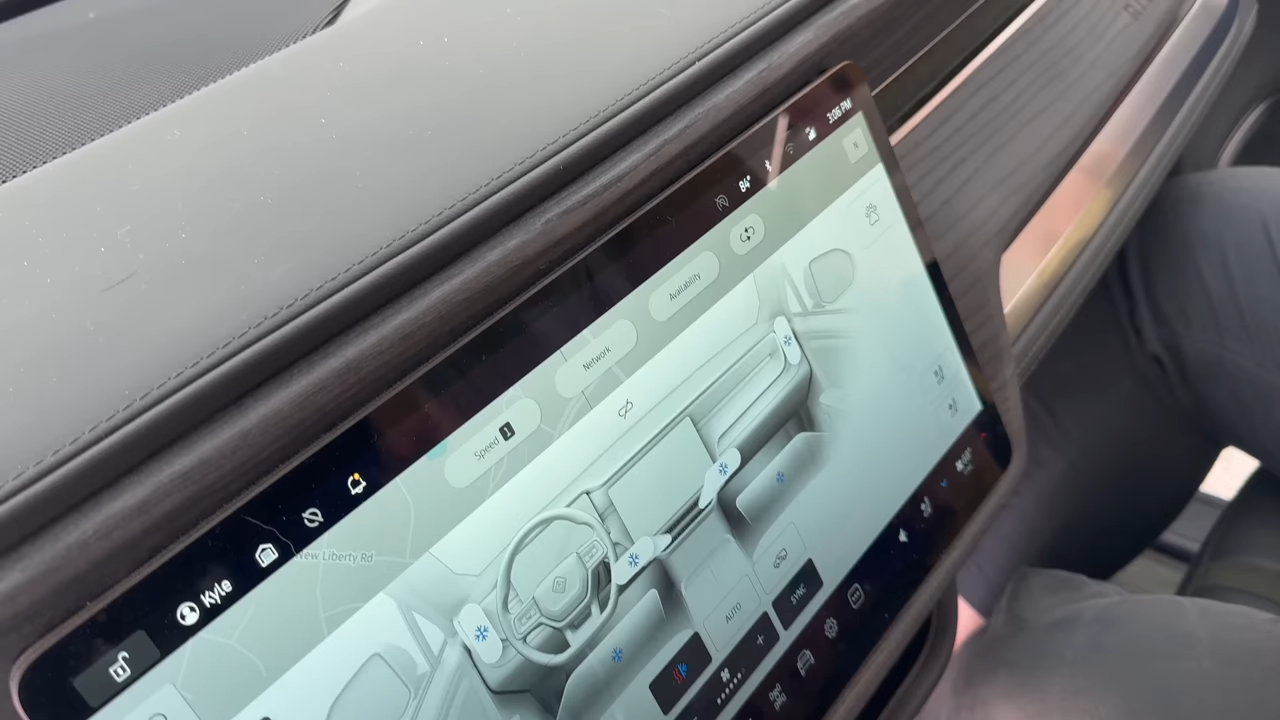 3:06 PM
84°
Availability
Network
Speed 1
New Liberty Rd
Kyle
AUTO
SYNC
+